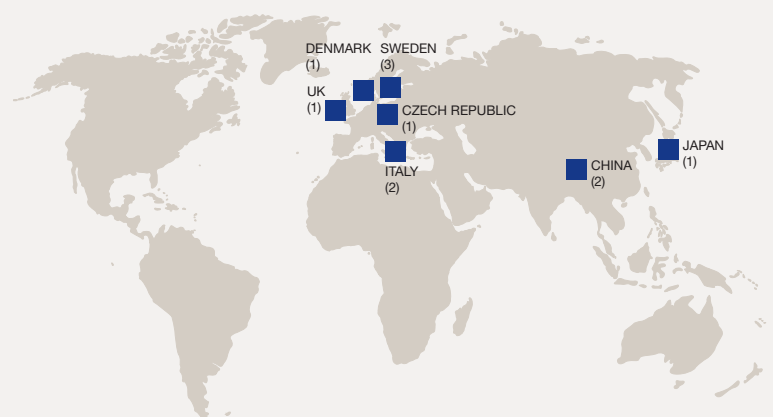 DENMARK
(1)
SWEDEN
(3)
UK
(1)
CZECH REPUBLIC
(1)
ITALY
(2)
JAPAN
(1)
CHINA
(2)